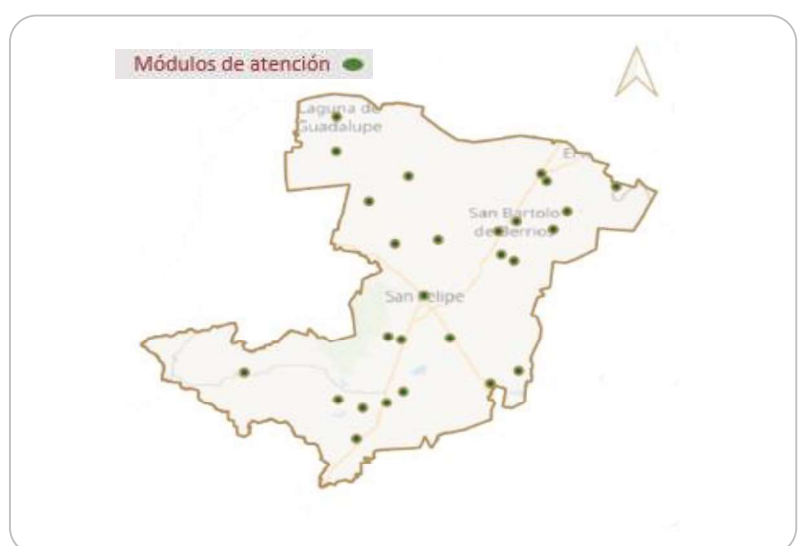 Módulos de atención
Laguna de
Guadalupe
San Bartolo
de Berrios
San Felipe